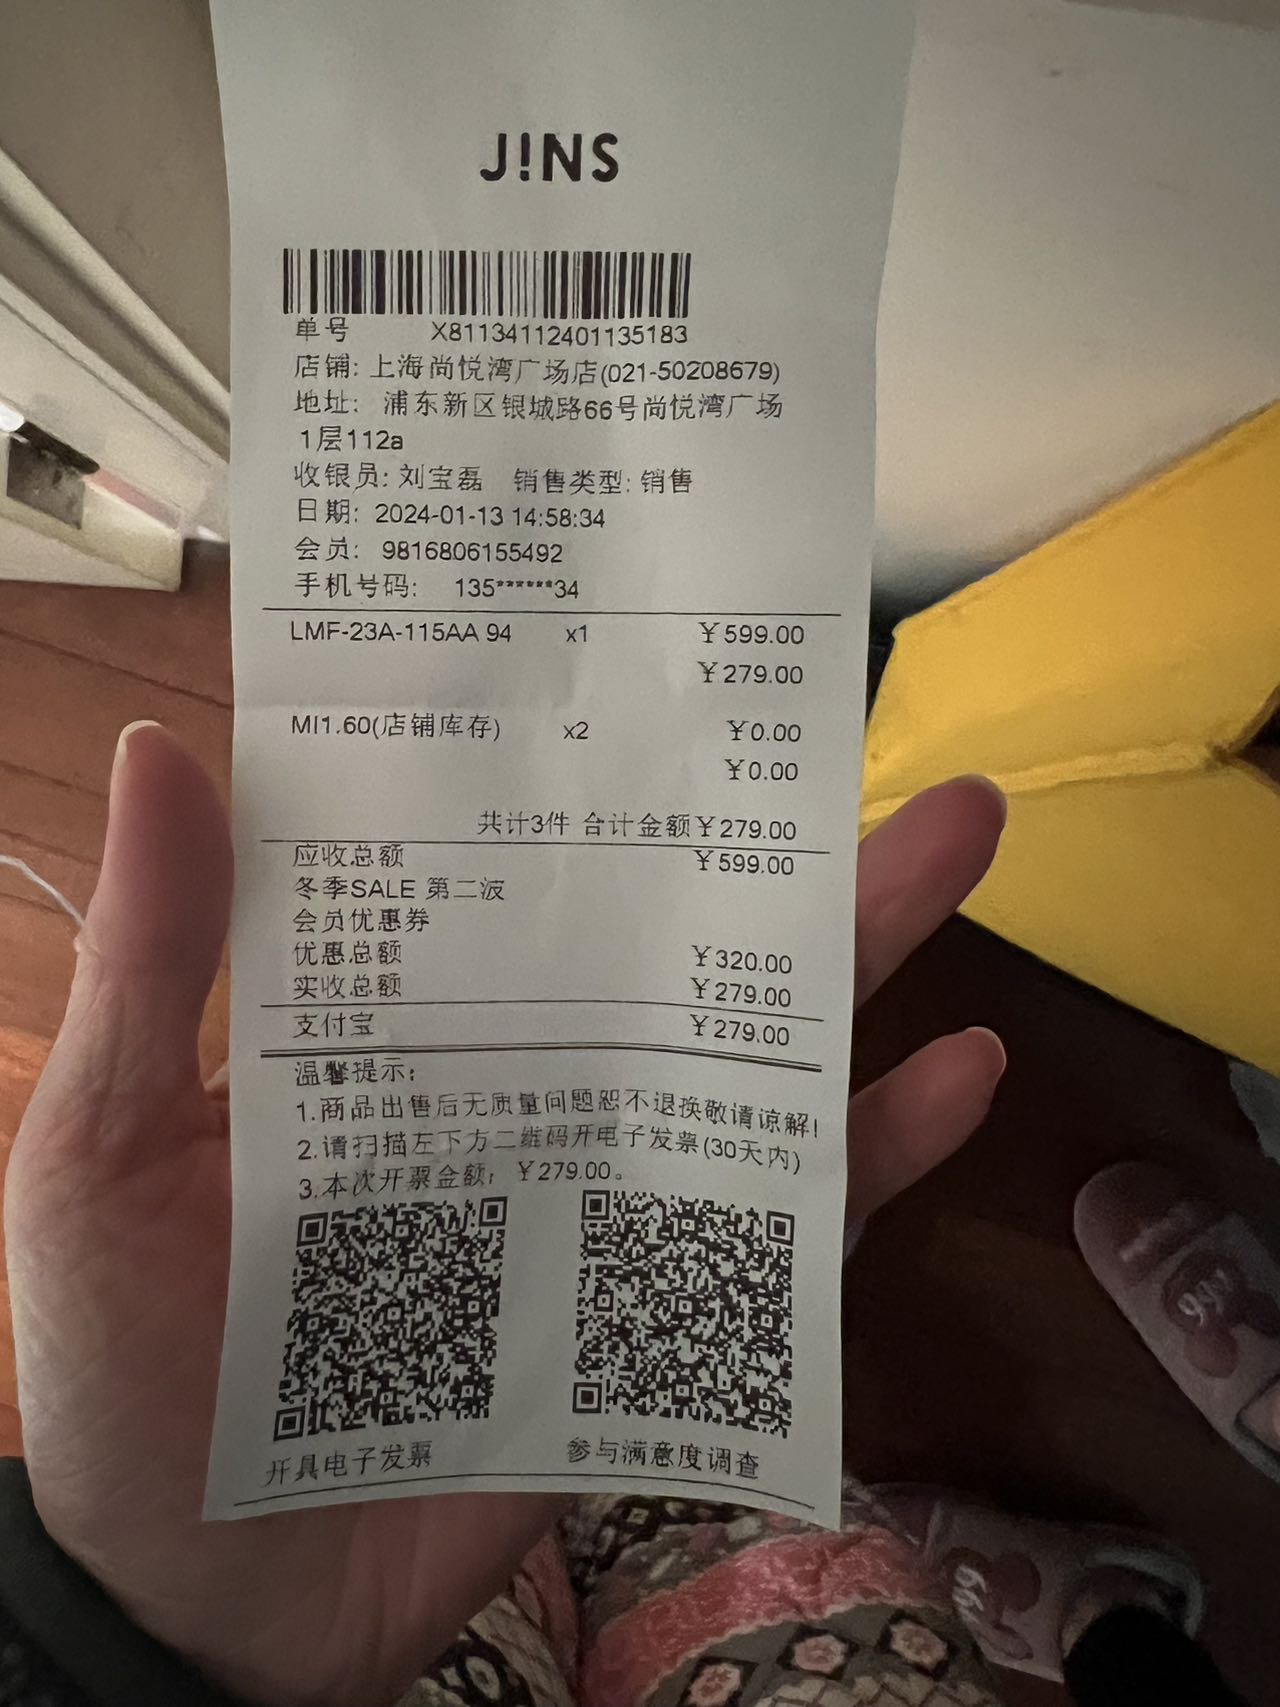 J!NS
单号 X81134112401135183
店铺: 上海尚悦湾广场店(021-50208679)
地址: 浦东新区银城路66号尚悦湾广场
1层112a
收银员: 刘宝磊 销售类型: 销售
日期: 2024-01-13 14:58:34
会员: 9816806155492
手机号码: 135******34
LMF-23A-115AA 94 x1 ￥599.00
￥279.00
MI1.60(店铺库存) x2 ￥0.00
￥0.00
共计3件 合计金额￥279.00
应收总额 ￥599.00
冬季SALE 第二波
会员优惠券
优惠总额 ￥320.00
实收总额 ￥279.00
支付宝 ￥279.00
温馨提示:
1.商品出售后无质量问题恕不退换敬请谅解!
2.请扫描左下方二维码开电子发票(30天内)
3.本次开票金额: ￥279.00。
开具电子发票 参与满意度调查